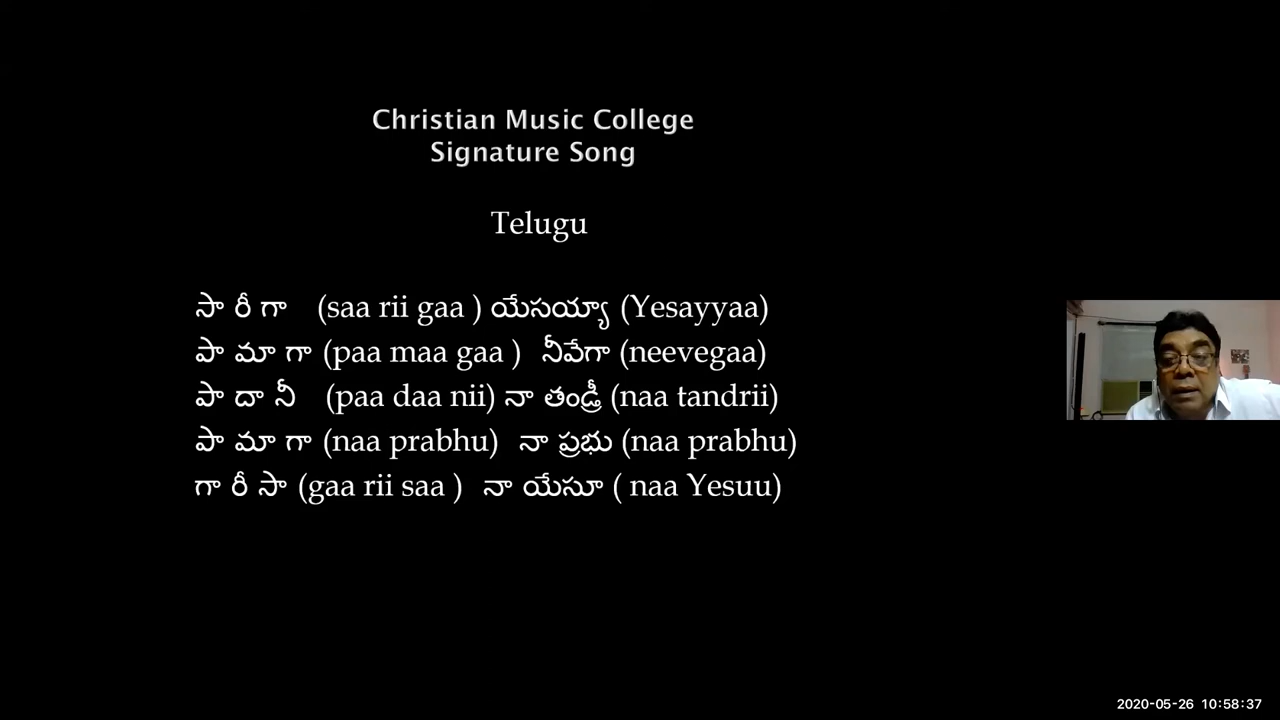 Christian Music College
Signature Song
Telugu
సా రీ గా (saa rii gaa ) యేసయ్యా (Yesayyaa)
పా మా గా (paa maa gaa ) నీవేగా (neevegaa)
పా దా నీ (paa daa nii) నా తండ్రీ (naa tandrii)
పా మా గా (naa prabhu) నా ప్రభు (naa prabhu)
గా రీ సా (gaa rii saa ) నా యేసూ ( naa Yesuu)
2020-05-26 10:58:37